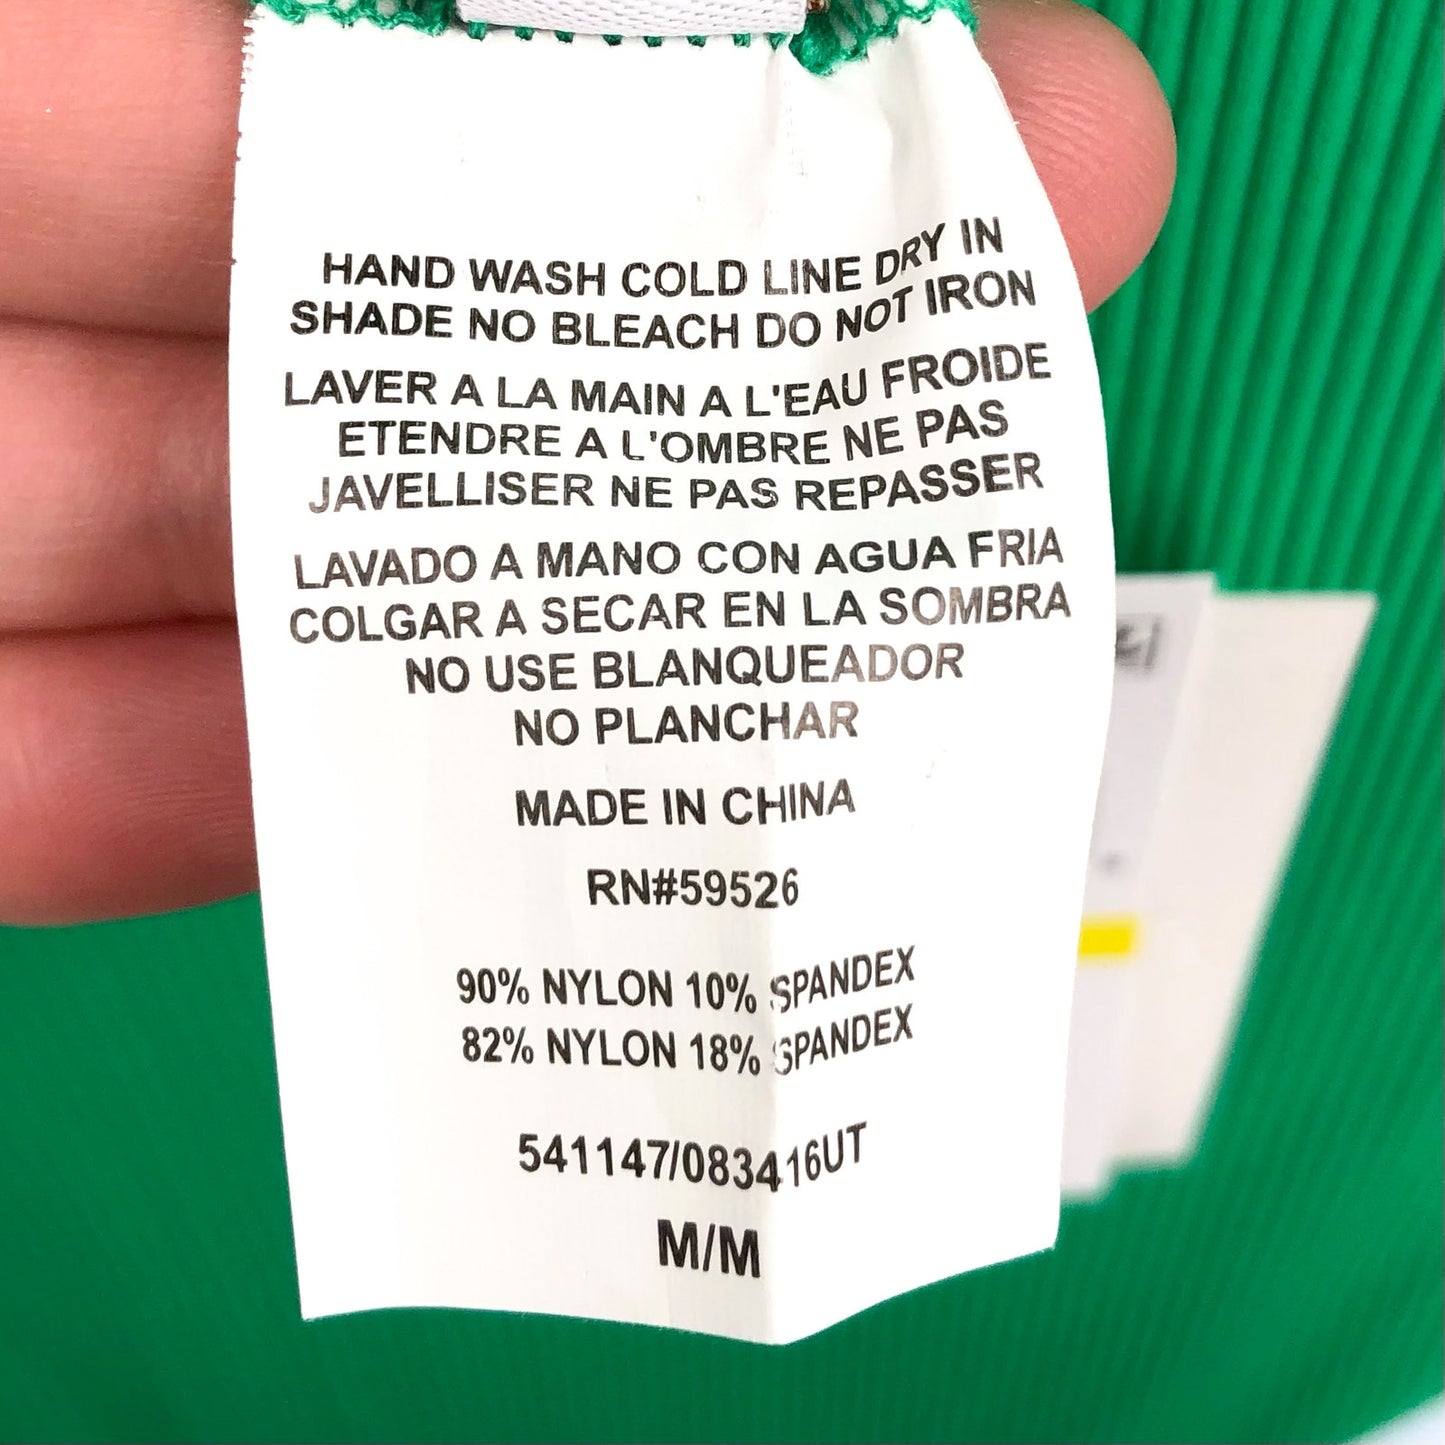 HAND WASH COLD LINE DRY IN
SHADE NO BLEACH DO NOT IRON
LAVER A LA MAIN A L'EAU FROIDE
ETENDRE A L'OMBRE NE PAS
JAVELLISER NE PAS REPASSER
LAVADO A MANO CON AGUA FRIA
COLGAR A SECAR EN LA SOMBRA
NO USE BLANQUEADOR
NO PLANCHAR
MADE IN CHINA
RN#59526
90% NYLON 10% SPANDEX
82% NYLON 18% SPANDEX
541147/083416UT
M/M